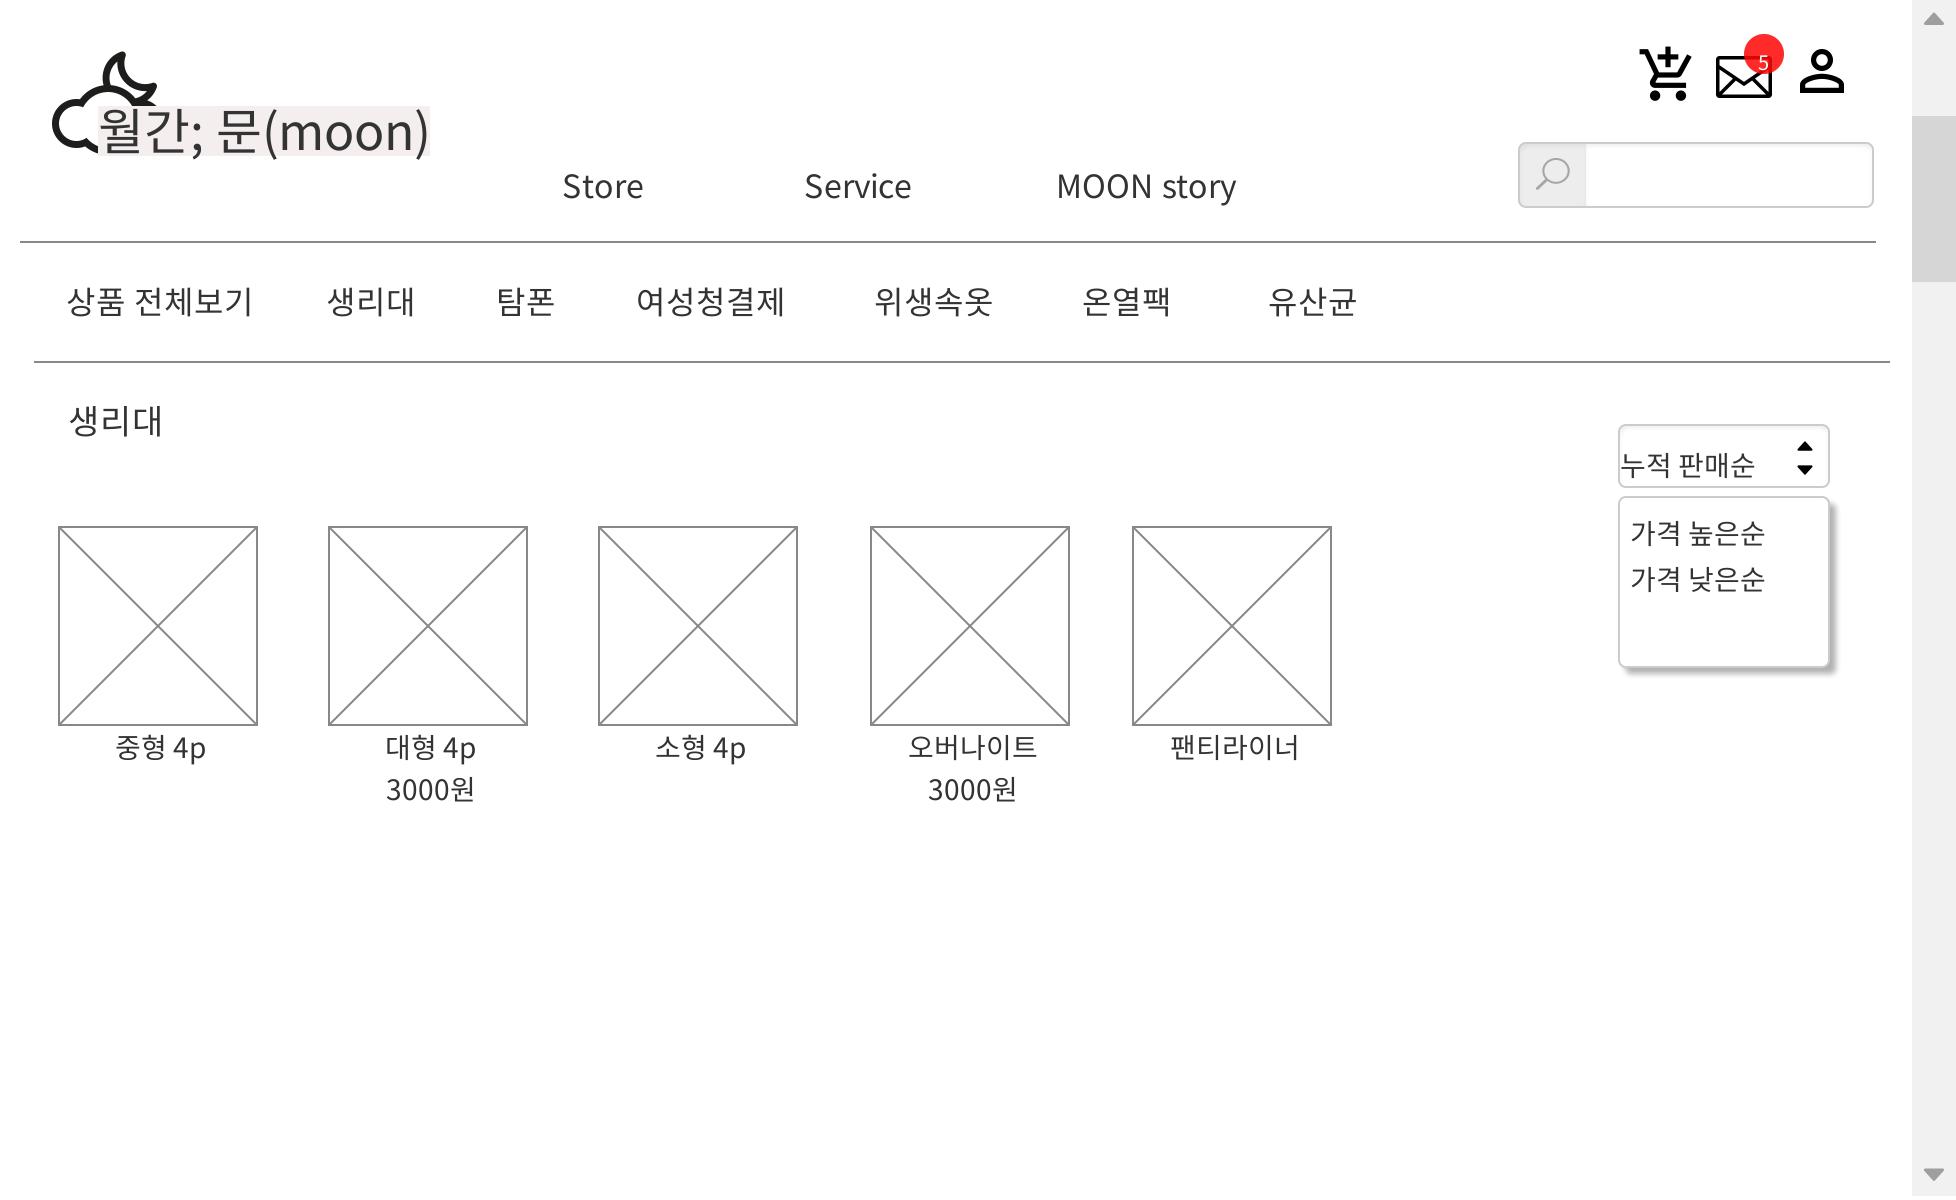 월간; 문(moon)
5
Store Service MOON story
상품 전체보기 생리대 탐폰 여성청결제 위생속옷 온열팩 유산균
생리대
누적 판매순
가격 높은순
가격 낮은순
중형 4p 대형 4p 소형 4p 오버나이트 팬티라이너
3000원 3000원